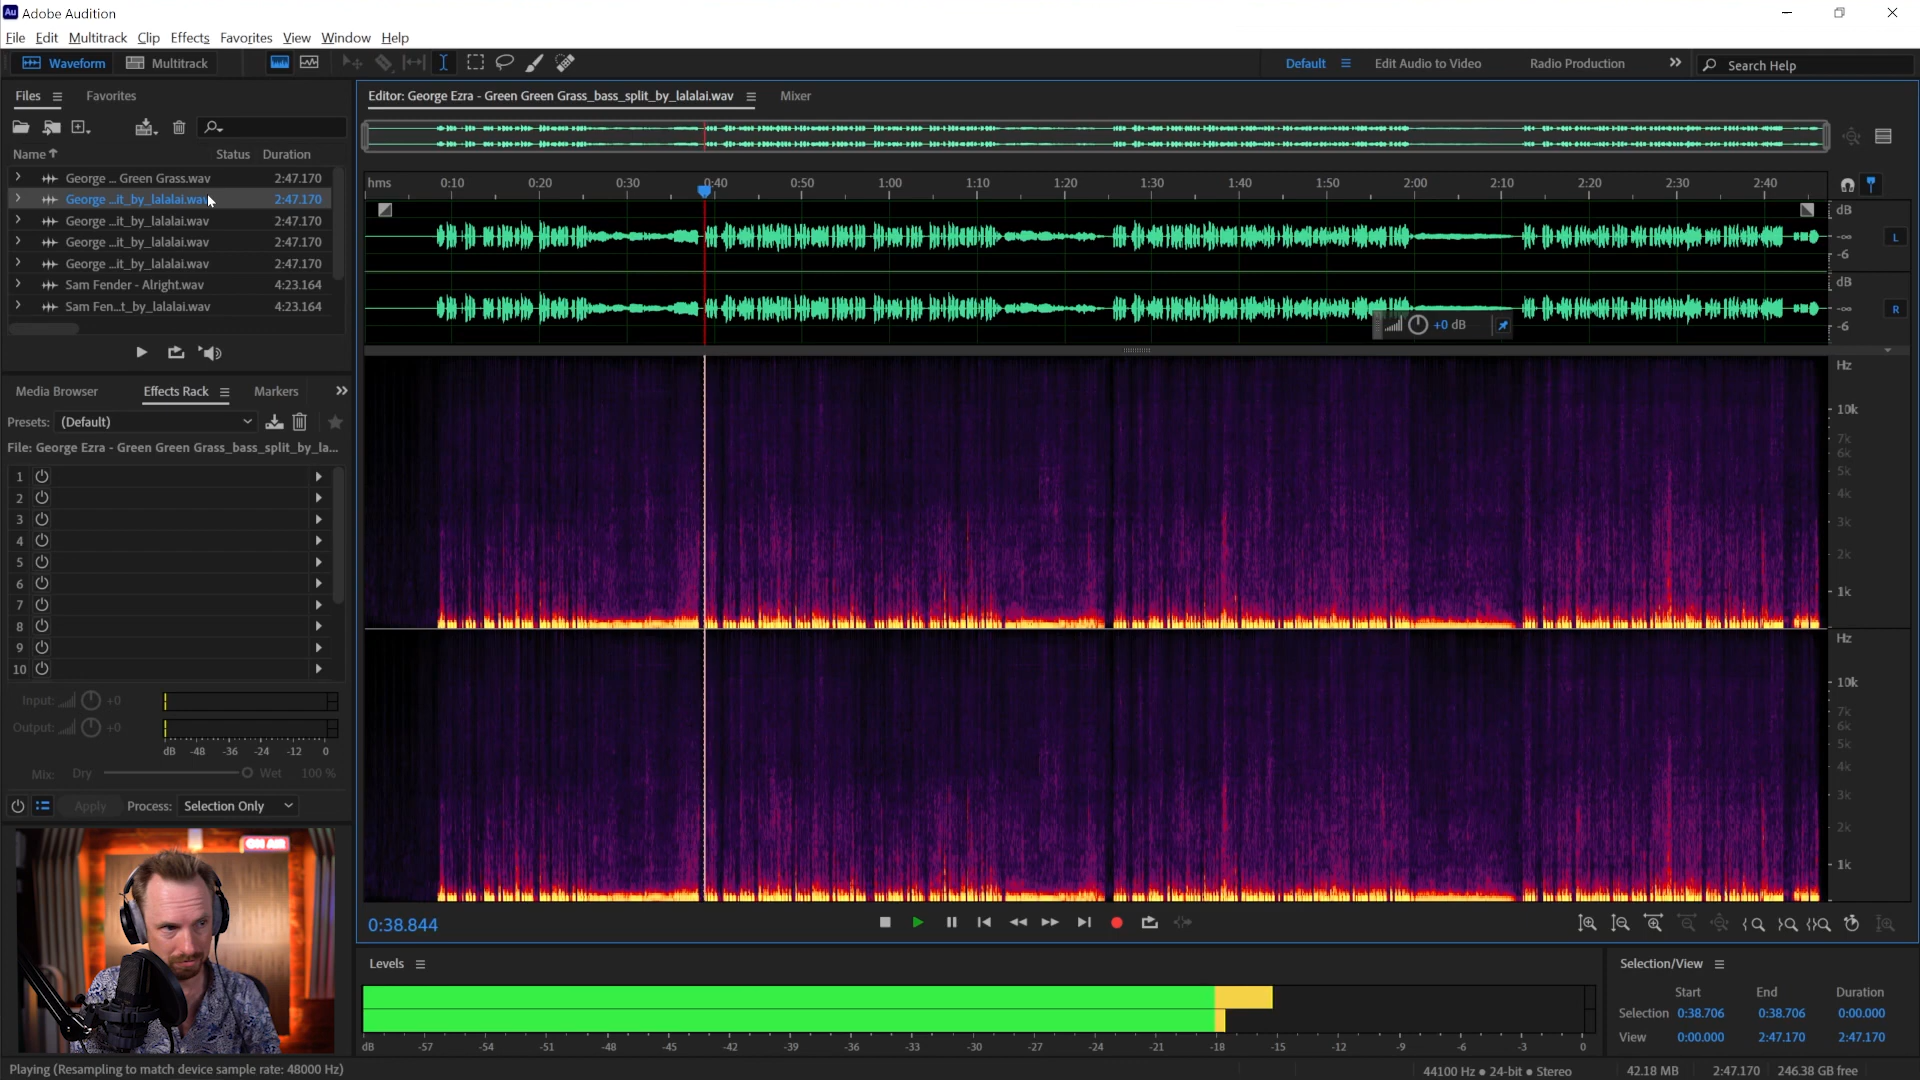 Au Adobe Audition
File Edit Multitrack Clip Effects Favorites View Window Help
Waveform Multitrack Default Edit Audio to Video Radio Production Search Help
Files Favorites
Name Status Duration
George ... Green Grass.wav 2:47.170
George ...it_by_lalalai.wav 2:47.170
George ...it_by_lalalai.wav 2:47.170
George ...it_by_lalalai.wav 2:47.170
George ...it_by_lalalai.wav 2:47.170
Sam Fender - Alright.wav 4:23.164
Sam Fen...t_by_lalalai.wav 4:23.164
Media Browser Effects Rack Markers
Presets: (Default)
File: George Ezra - Green Green Grass_bass_split_by_la...
1
2
3
4
5
6
7
8
9
10
Input: +0
Output: +0
dB -48 -36 -24 -12 0
Mix: Dry Wet 100 %
Apply Process: Selection Only
ON AIR
Editor: George Ezra - Green Green Grass_bass_split_by_lalalai.wav Mixer
hms 0:10 0:20 0:30 0:40 0:50 1:00 1:10 1:20 1:30 1:40 1:50 2:00 2:10 2:20 2:30 2:40
dB
-∞ L
-6
dB
-∞ R
-6
+0 dB
Hz
10k
7k
6k
5k
4k
3k
2k
1k
Hz
10k
7k
6k
5k
4k
3k
2k
1k
0:38.844
Levels
dB -57 -54 -51 -48 -45 -42 -39 -36 -33 -30 -27 -24 -21 -18 -15 -12 -9 -6 -3 0
Selection/View
Start End Duration
Selection 0:38.706 0:38.706 0:00.000
View 0:00.000 2:47.170 2:47.170
Playing (Resampling to match device sample rate: 48000 Hz) 44100 Hz ● 24-bit ● Stereo 42.18 MB 2:47.170 246.38 GB free